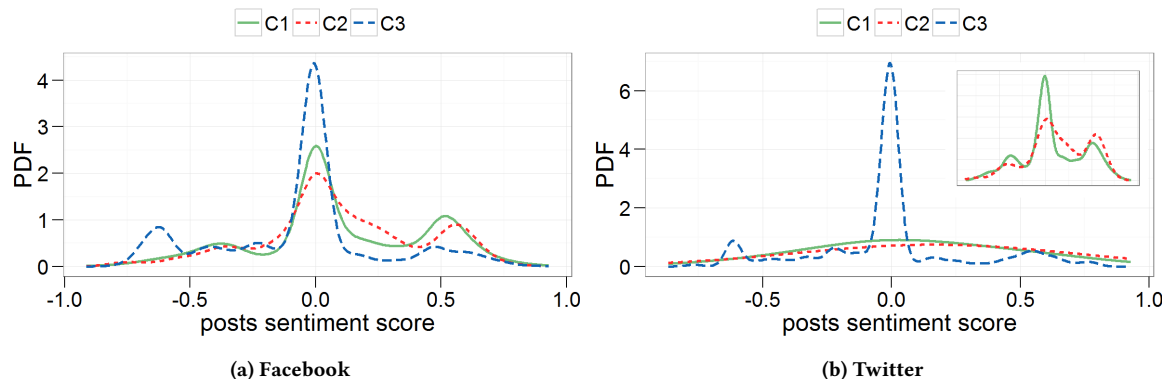 C1 C2 C3
4
3
2
1
0
PDF
-1.0 -0.5 0.0 0.5 1.0
posts sentiment score
(a) Facebook
C1 C2 C3
6
4
2
0
PDF
-0.5 0.0 0.5 1.0
posts sentiment score
(b) Twitter